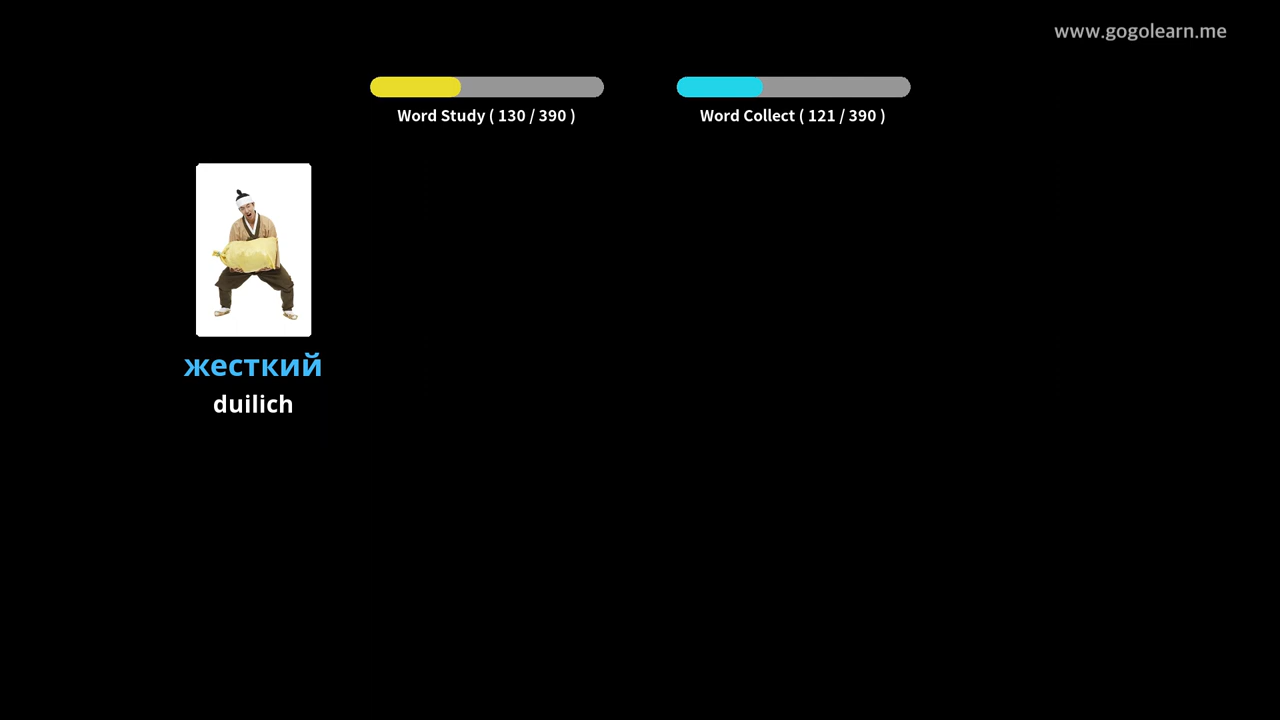 www.gogolearn.me
Word Study ( 130 / 390 )
Word Collect ( 121 / 390 )
жесткий
duilich